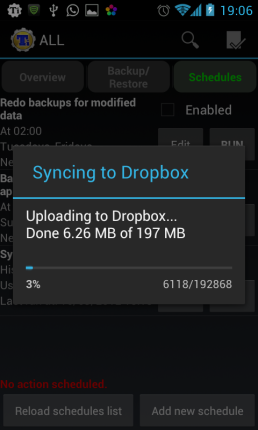 19:06
ALL
Overview
Backup/
Restore
Schedules
Redo backups for modified
data
Enabled
At 02:00
Tuesdays, Fridays
Edit
RUN
Syncing to Dropbox
Uploading to Dropbox...
Done 6.26 MB of 197 MB
3%
6118/192868
No action scheduled.
Reload schedules list
Add new schedule